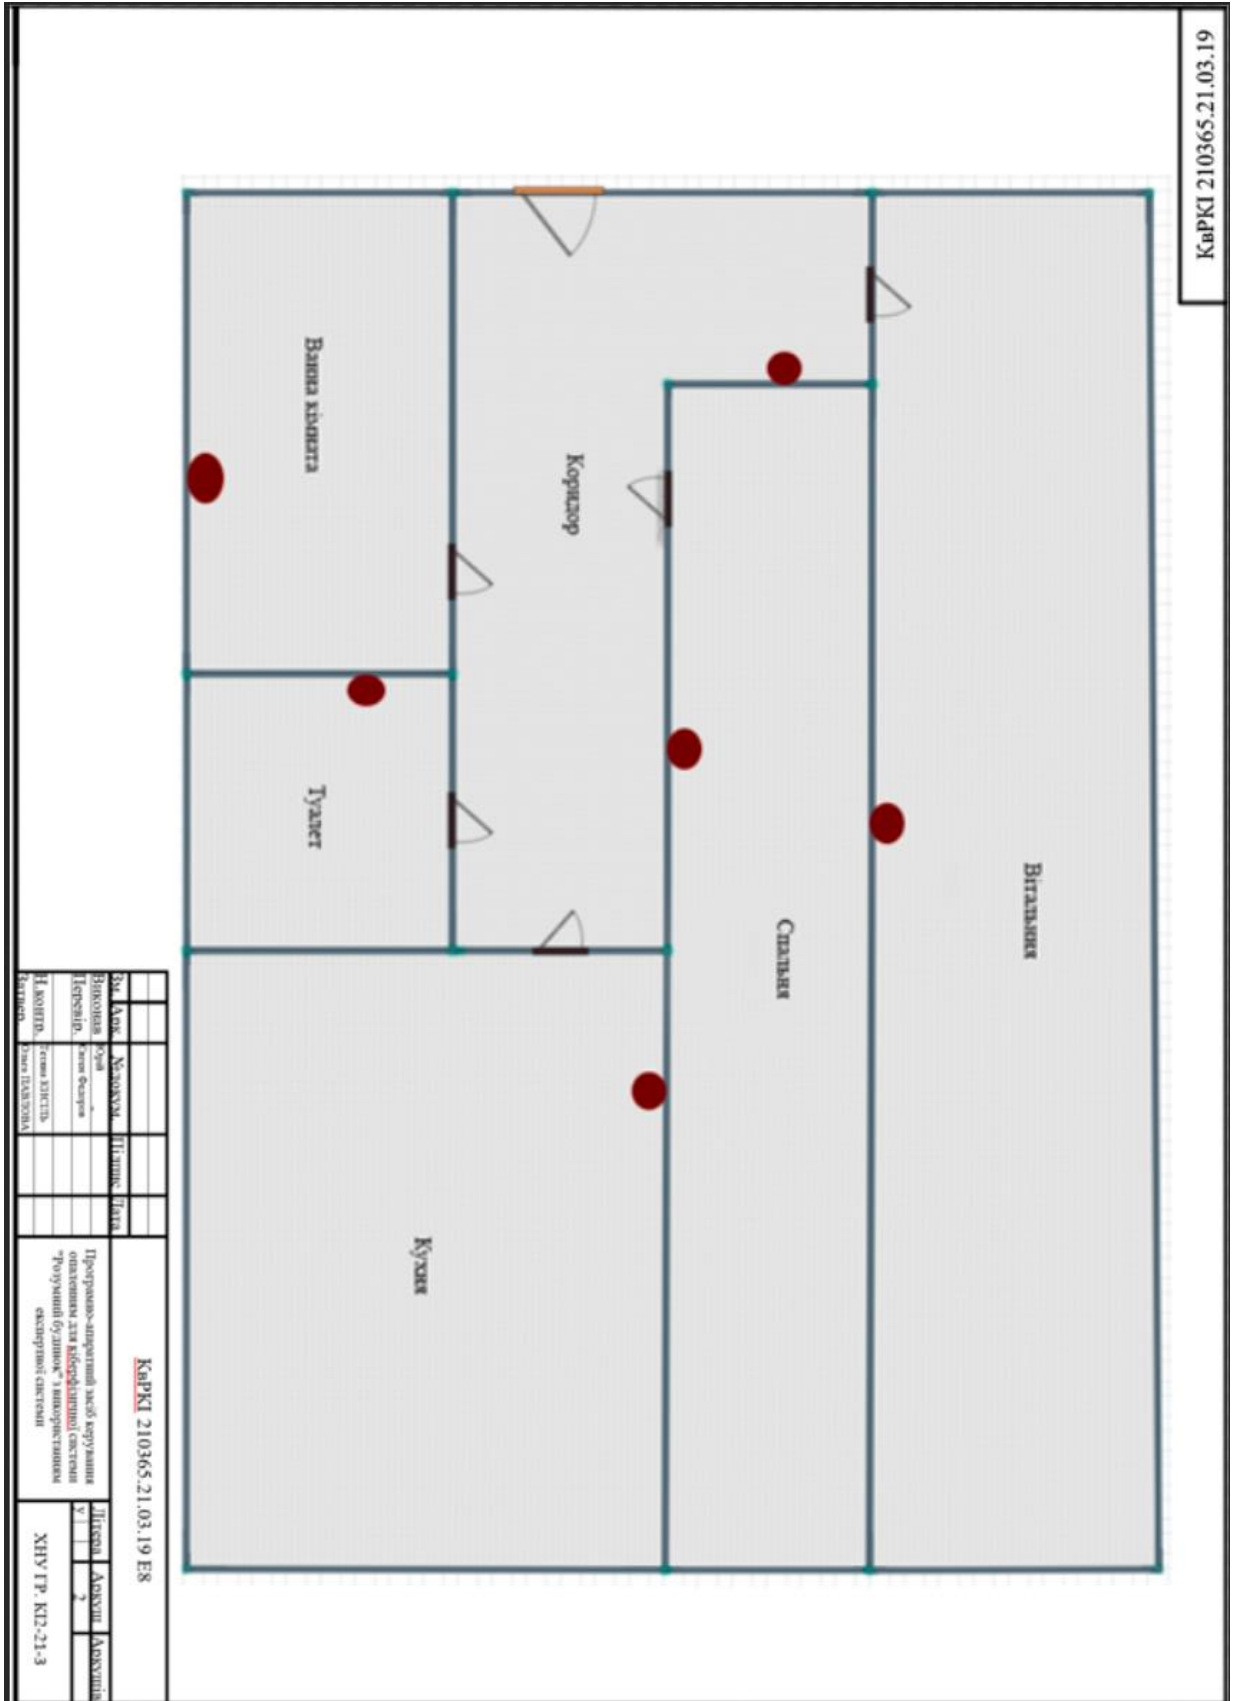 КвРКІ 210365.21.03.19
Вітальня
Спальня
Коридор
Ванна кімната
Туалет
Кухня
КвРКІ 210365.21.03.19 Е8
Зм. Арк. № докум. Підпис Дата
Виконав Юрій
Перевір.
Н. контр.
Затвер.
Програмно-апаратний засіб керування
опаленням для кіберфізичної системи
"Розумний будинок" з використанням
експертної системи
Літера Аркуш Аркушів
У 2
ХНУ ГР. КІ2-21-3